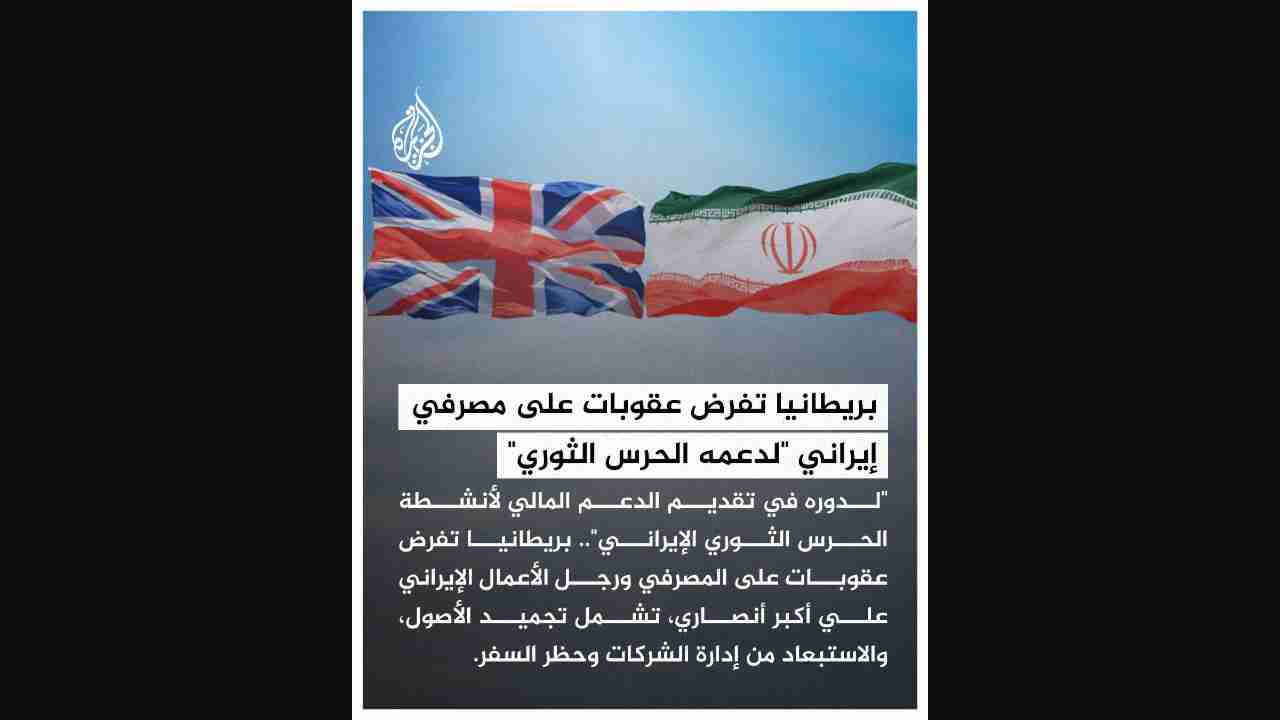 الجزيرة
بريطانيا تفرض عقوبات على مصرفي
إيراني "لدعمه الحرس الثوري"
"لـــدوره في تقديـــم الدعـــم المالي لأنشـــطة
الحـــرس الثـــوري الإيرانـــي".. بريطانيـــا تفرض
عقوبـــات على المصرفي ورجـــل الأعمال الإيراني
علـــي أكبر أنصـــاري، تشـــمل تجميـــد الأصول،
والاستبعاد من إدارة الشركات وحظر السفر.